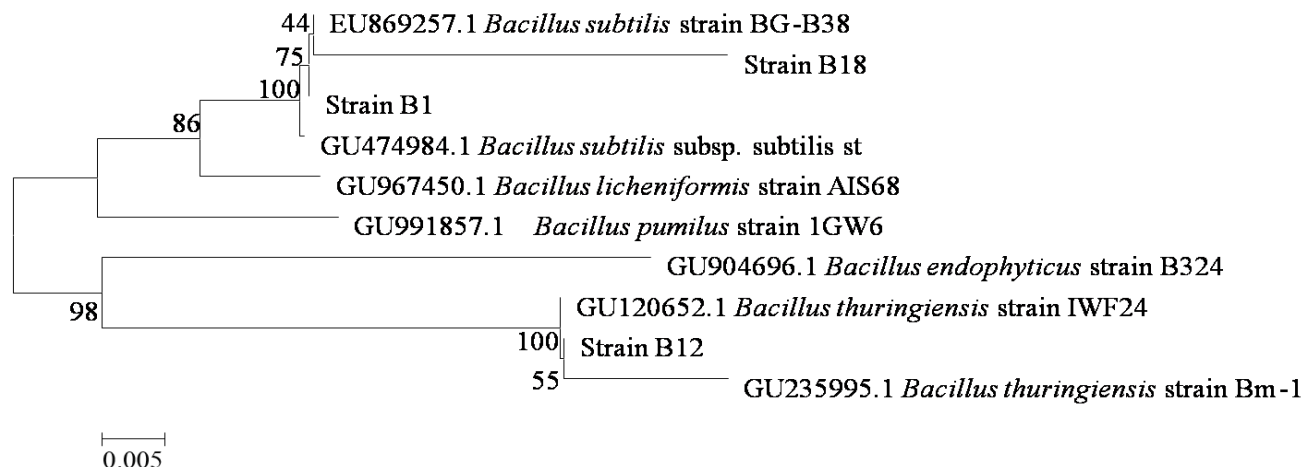 44 EU869257.1 Bacillus subtilis strain BG-B38
75
Strain B18
100
Strain B1
86
GU474984.1 Bacillus subtilis subsp. subtilis st
GU967450.1 Bacillus licheniformis strain AIS68
GU991857.1 Bacillus pumilus strain 1GW6
GU904696.1 Bacillus endophyticus strain B324
98
GU120652.1 Bacillus thuringiensis strain IWF24
100
Strain B12
55
GU235995.1 Bacillus thuringiensis strain Bm-1
0.005